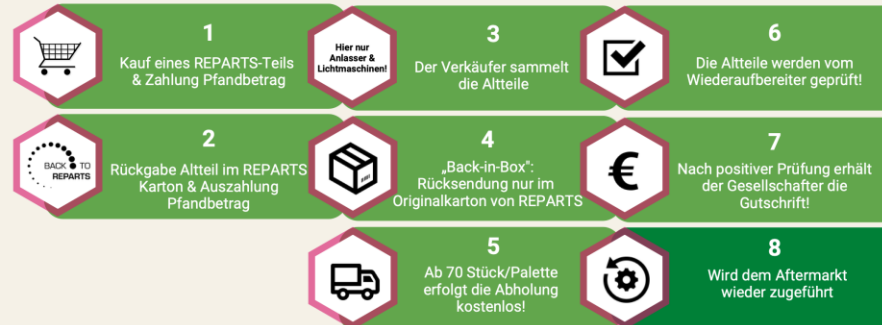 1
Kauf eines REPARTS-Teils
& Zahlung Pfandbetrag
BACK TO
REPARTS
2
Rückgabe Altteil im REPARTS
Karton & Auszahlung
Pfandbetrag
Hier nur
Anlasser &
Lichtmaschinen!
3
Der Verkäufer sammelt
die Altteile
4
„Back-in-Box":
Rücksendung nur im
Originalkarton von REPARTS
5
Ab 70 Stück/Palette
erfolgt die Abholung
kostenlos!
6
Die Altteile werden vom
Wiederaufbereiter geprüft!
€
7
Nach positiver Prüfung erhält
der Gesellschafter die
Gutschrift!
8
Wird dem Aftermarkt
wieder zugeführt